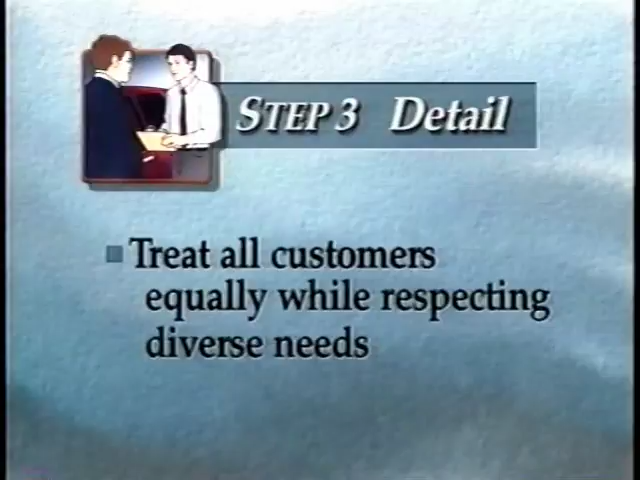 STEP 3 Detail
Treat all customers
equally while respecting
diverse needs